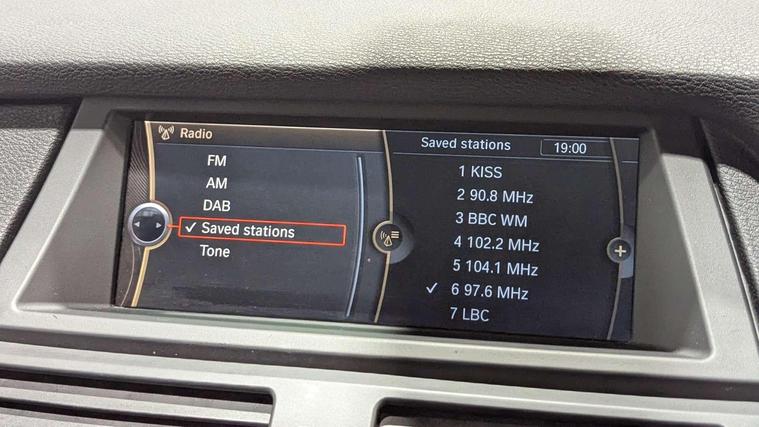 Radio
FM
AM
DAB
✓ Saved stations
Tone
Saved stations 19:00
1 KISS
2 90.8 MHz
3 BBC WM
4 102.2 MHz
5 104.1 MHz
✓ 6 97.6 MHz
7 LBC